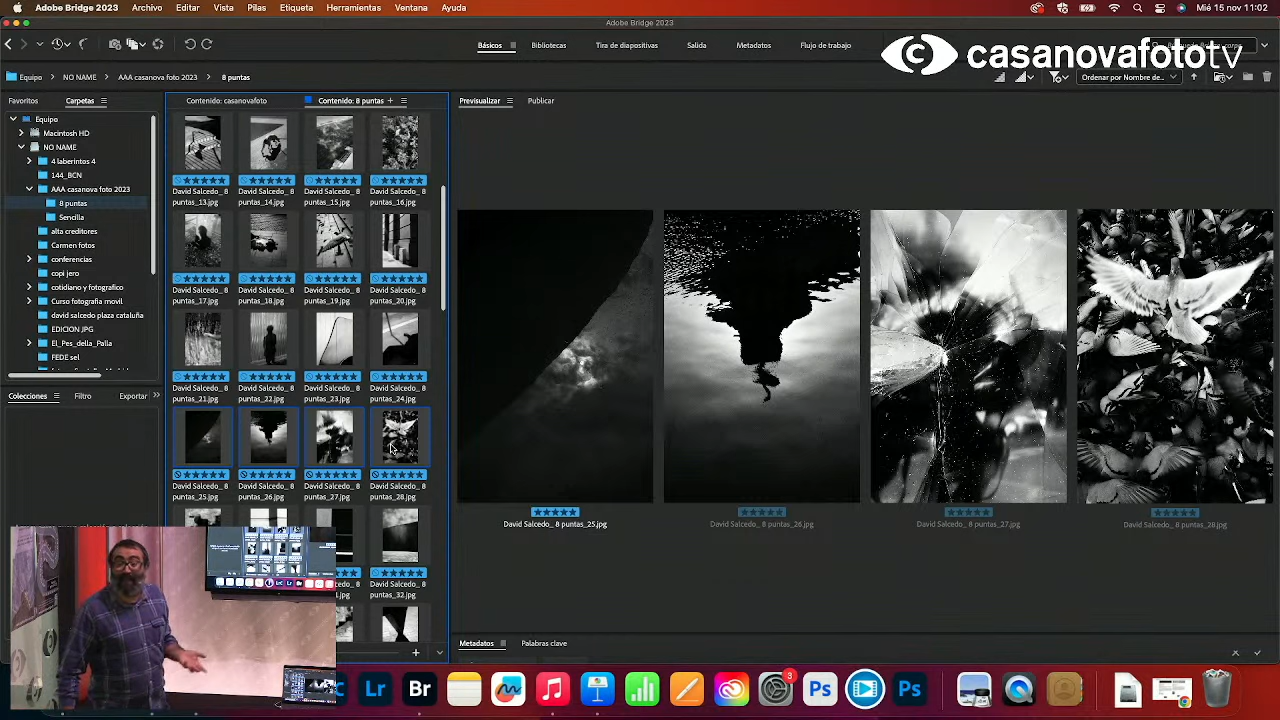 Adobe Bridge 2023 Archivo Editar Vista Pilas Etiqueta Herramientas Ventana Ayuda Mié 15 nov 11:02
Adobe Bridge 2023
Básicos Bibliotecas Tira de diapositivas Salida Metadatos Flujo de trabajo
casanovafototv
Equipo NO NAME AAA casanova foto 2023 8 puntas
Ordenar por Nombre de...
Favoritos Carpetas
Contenido: casanovafoto Contenido: 8 puntas
Previsualizar Publicar
Equipo
Macintosh HD
NO NAME
4 laberintos 4
144_BCN
AAA casanova foto 2023
8 puntas
Sencilla
alta creditores
Carmen fotos
conferencias
copi jero
cotidiano y fotografico
Curso fotografia movil
david salcedo plaza cataluña
EDICION JPG
El_Pes_della_Palla
FEDE sel
Colecciones Filtro Exportar
David Salcedo_ 8 puntas_13.jpg
David Salcedo_ 8 puntas_14.jpg
David Salcedo_ 8 puntas_15.jpg
David Salcedo_ 8 puntas_16.jpg
David Salcedo_ 8 puntas_17.jpg
David Salcedo_ 8 puntas_18.jpg
David Salcedo_ 8 puntas_19.jpg
David Salcedo_ 8 puntas_20.jpg
David Salcedo_ 8 puntas_21.jpg
David Salcedo_ 8 puntas_22.jpg
David Salcedo_ 8 puntas_23.jpg
David Salcedo_ 8 puntas_24.jpg
David Salcedo_ 8 puntas_25.jpg
David Salcedo_ 8 puntas_26.jpg
David Salcedo_ 8 puntas_27.jpg
David Salcedo_ 8 puntas_28.jpg
David Salcedo_ 8 puntas_32.jpg
David Salcedo_ 8 puntas_25.jpg
David Salcedo_ 8 puntas_26.jpg
David Salcedo_ 8 puntas_27.jpg
David Salcedo_ 8 puntas_28.jpg
Metadatos Palabras clave
Lr Br Ps Ps
3